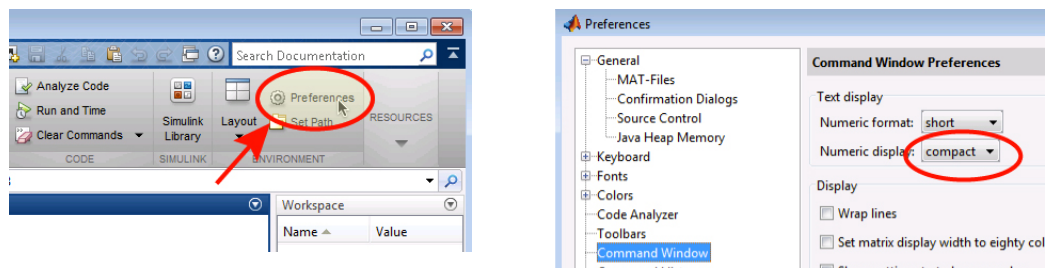 Search Documentation
Analyze Code
Run and Time
Clear Commands
Simulink
Library
Layout
Preferences
Set Path
RESOURCES
CODE
SIMULINK
ENVIRONMENT
Workspace
Name
Value
Preferences
General
MAT-Files
Confirmation Dialogs
Source Control
Java Heap Memory
Keyboard
Fonts
Colors
Code Analyzer
Toolbars
Command Window
Command Window Preferences
Text display
Numeric format: short
Numeric display: compact
Display
Wrap lines
Set matrix display width to eighty col